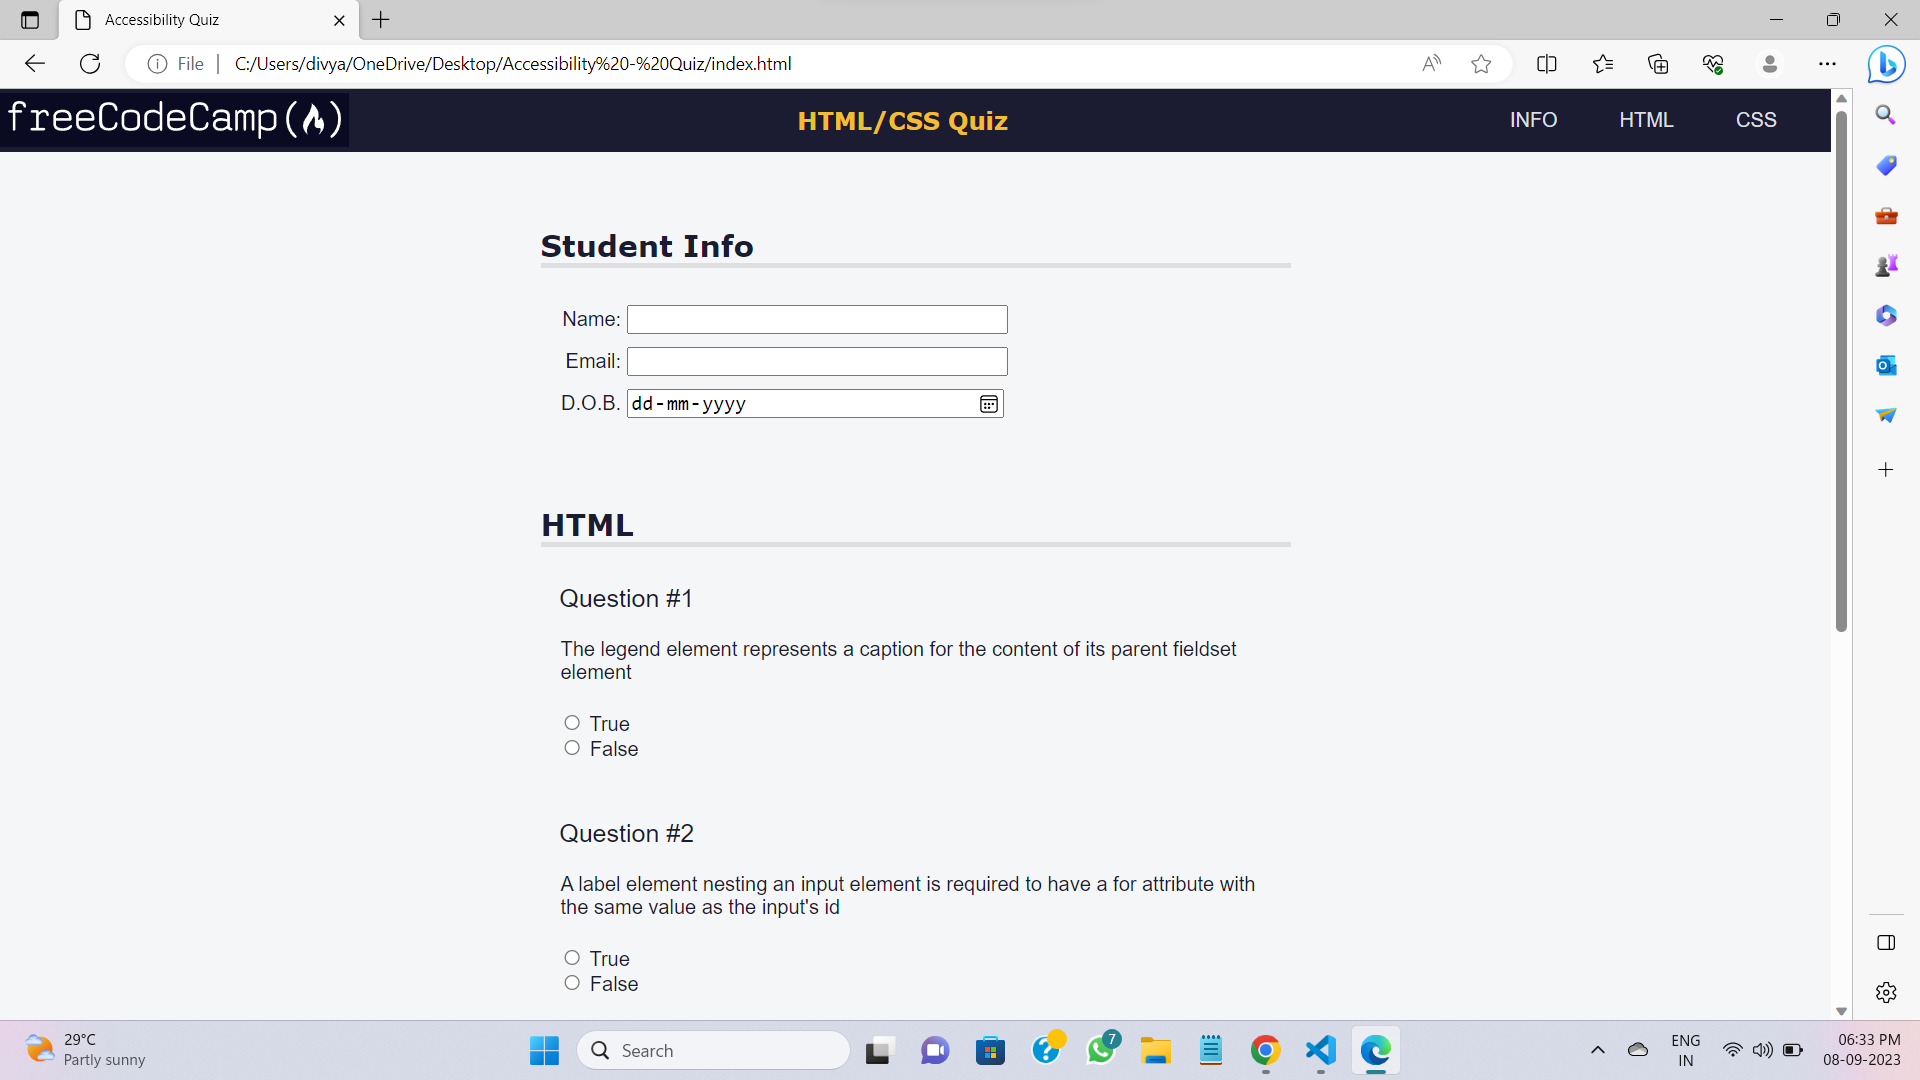 Accessibility Quiz
File
C:/Users/divya/OneDrive/Desktop/Accessibility%20-%20Quiz/index.html
freeCodeCamp
HTML/CSS Quiz
INFO HTML CSS
Student Info
Name:
Email:
D.O.B. dd-mm-yyyy
HTML
Question #1
The legend element represents a caption for the content of its parent fieldset
element
True
False
Question #2
A label element nesting an input element is required to have a for attribute with
the same value as the input's id
True
False
29°C
Partly sunny
Search
7
ENG
IN
06:33 PM
08-09-2023